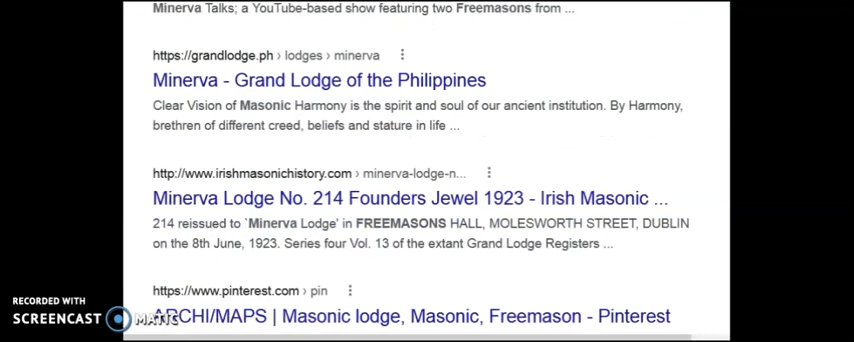 Minerva Talks; a YouTube-based show featuring two Freemasons from ...
https://grandlodge.ph › lodges › minerva
Minerva - Grand Lodge of the Philippines
Clear Vision of Masonic Harmony is the spirit and soul of our ancient institution. By Harmony,
brethren of different creed, beliefs and stature in life ...
http://www.irishmasonichistory.com › minerva-lodge-n...
Minerva Lodge No. 214 Founders Jewel 1923 - Irish Masonic ...
214 reissued to `Minerva Lodge' in FREEMASONS HALL, MOLESWORTH STREET, DUBLIN
on the 8th June, 1923. Series four Vol. 13 of the extant Grand Lodge Registers ...
https://www.pinterest.com › pin
ARCHI/MAPS | Masonic lodge, Masonic, Freemason - Pinterest
RECORDED WITH
SCREENCAST MATIC